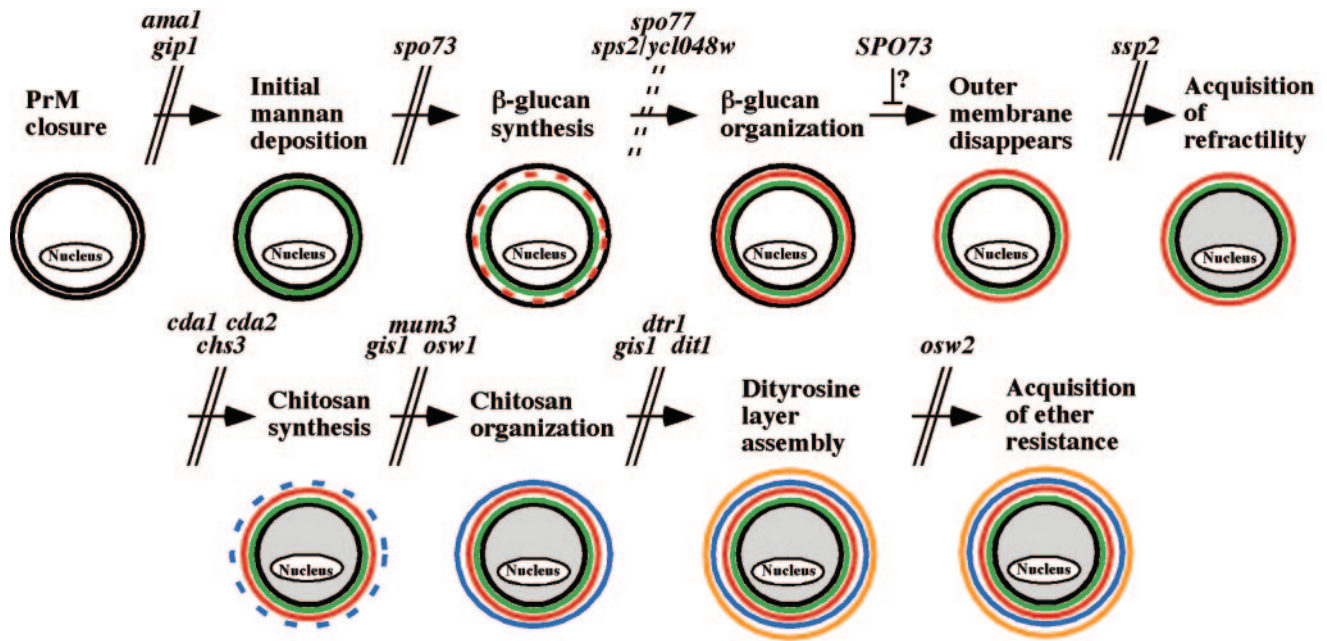 ama1
gip1
PrM
closure
Nucleus
Initial
mannan
deposition
Nucleus
spo73
β-glucan
synthesis
Nucleus
spo77
sps2/ycl048w
β-glucan
organization
Nucleus
SPO73
?
Outer
membrane
disappears
Nucleus
ssp2
Acquisition
of
refractility
Nucleus
cda1 cda2
chs3
Chitosan
synthesis
Nucleus
mum3
gis1 osw1
Chitosan
organization
Nucleus
dtr1
gis1 dit1
Dityrosine
layer
assembly
Nucleus
osw2
Acquisition
of ether
resistance
Nucleus